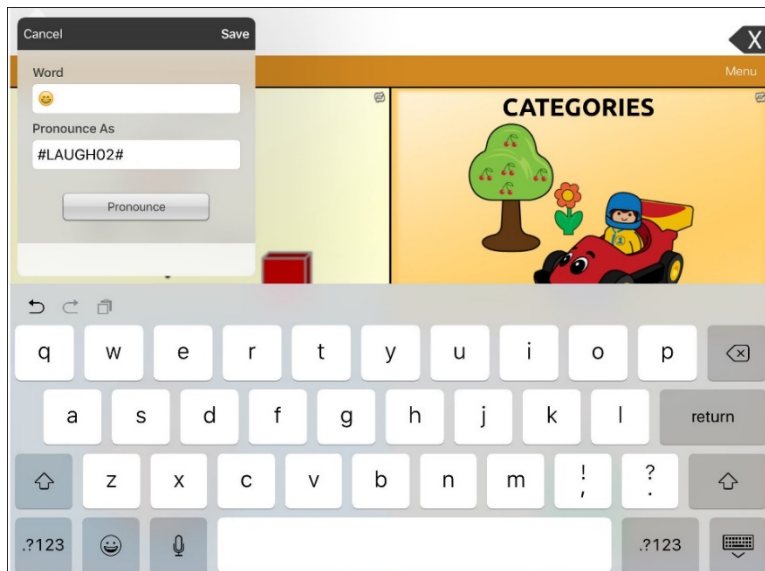 Cancel Save
X
Word
Menu
😀
CATEGORIES
Pronounce As
#LAUGH02#
Pronounce
q w e r t y u i o p
a s d f g h j k l return
z x c v b n m ! , ? .
.?123 .?123